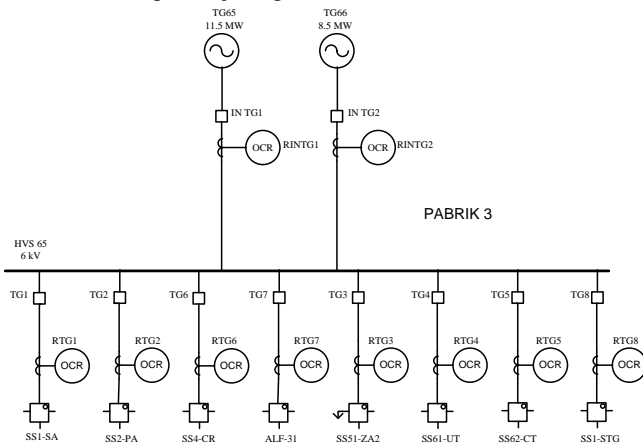 TG65
11.5 MW
TG66
8.5 MW
IN TG1
IN TG2
OCR
RINTG1
OCR
RINTG2
PABRIK 3
HVS 65
6 kV
TG1
TG2
TG6
TG7
TG3
TG4
TG5
TG8
RTG1
RTG2
RTG6
RTG7
RTG3
RTG4
RTG5
RTG8
OCR
OCR
OCR
OCR
OCR
OCR
OCR
OCR
SS1-SA
SS2-PA
SS4-CR
ALF-31
SS51-ZA2
SS61-UT
SS62-CT
SS1-STG